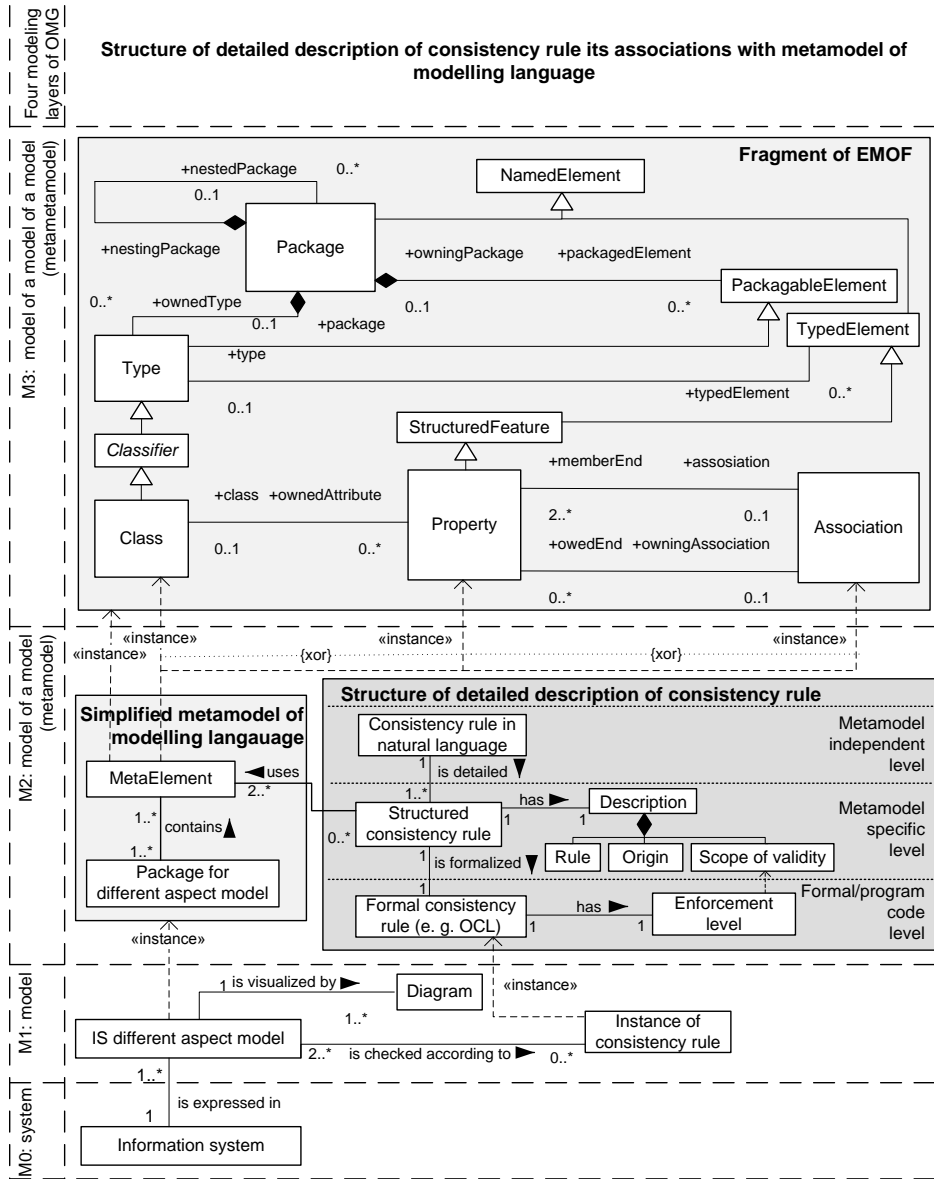 Four modeling
layers of OMG
Structure of detailed description of consistency rule its associations with metamodel of
modelling language
M3: model of a model of a model
(metametamodel)
Fragment of EMOF
+nestedPackage
0..*
NamedElement
0..1
Package
+nestingPackage
+owningPackage
+packagedElement
PackagableElement
0..*
+ownedType
0..1
+package
0..1
0..*
TypedElement
Type
+type
0..1
+typedElement
0..*
Classifier
StructuredFeature
+memberEnd
+assosiation
+class
+ownedAttribute
Class
Property
Association
2..*
0..1
0..1
0..*
+owedEnd
+owningAssociation
0..*
0..1
M2: model of a model
(metamodel)
«instance»
«instance»
«instance»
«instance»
{xor}
{xor}
Simplified metamodel of
modelling langauage
Structure of detailed description of consistency rule
Consistency rule in
natural language
Metamodel
independent
level
1
is detailed
MetaElement
uses
2..*
1..*
Structured
consistency rule
has
1
1
Description
Metamodel
specific
level
1..*
contains
0..*
1..*
Rule
Origin
Scope of validity
1
is formalized
Package for
different aspect model
1
Formal/program
code
level
Formal consistency
rule (e. g. OCL)
has
1
1
Enforcement
level
«instance»
M1: model
1
is visualized by
Diagram
«instance»
1..*
IS different aspect model
Instance of
consistency rule
2..*
is checked according to
0..*
1..*
M0: system
is expressed in
1
Information system